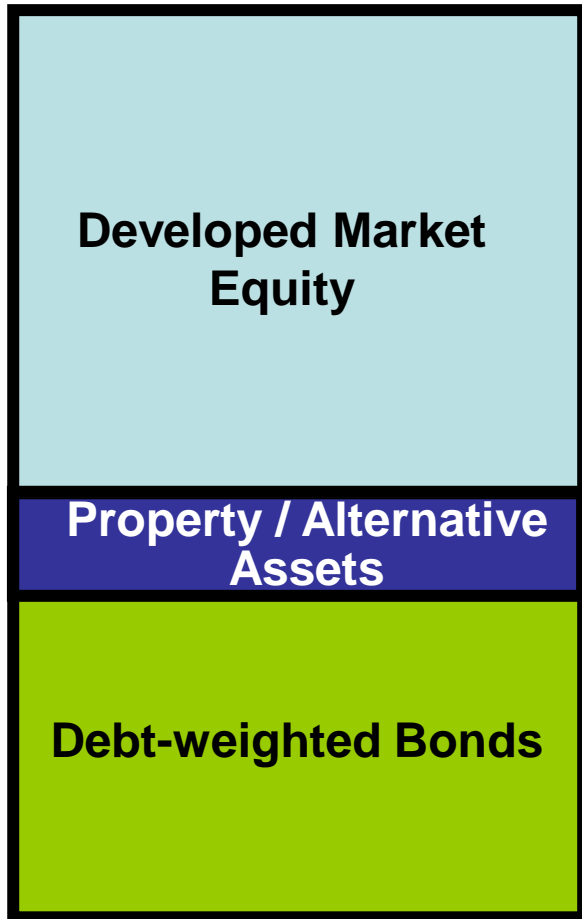 Developed Market
Equity
Property / Alternative
Assets
Debt-weighted Bonds